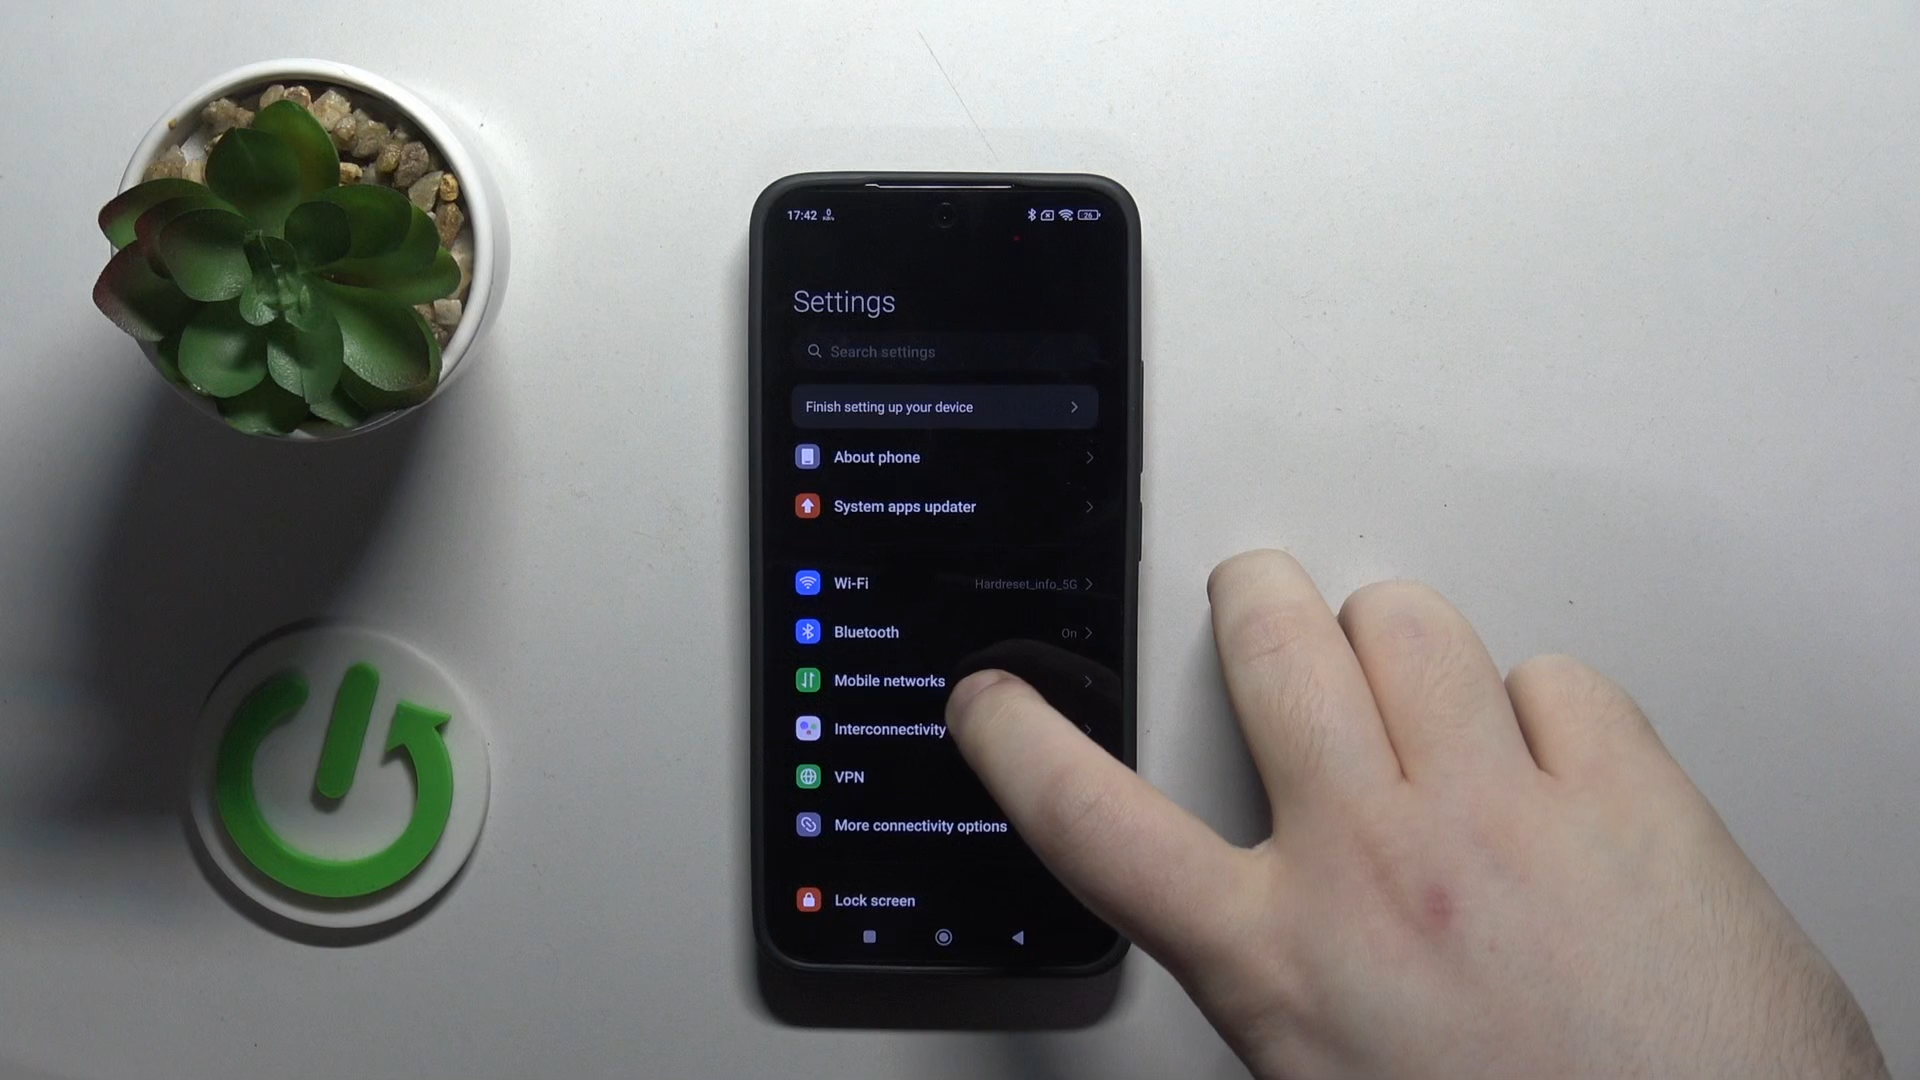 17:42
Settings
Search settings
Finish setting up your device
About phone
System apps updater
Wi-Fi Hardreset_info_5G
Bluetooth On
Mobile networks
Interconnectivity
VPN
More connectivity options
Lock screen